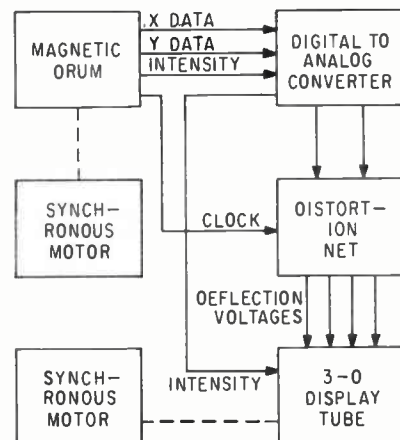 MAGNETIC
ORUM
X DATA
Y DATA
INTENSITY
DIGITAL TO
ANALOG
CONVERTER
SYNCH-
RONOUS
MOTOR
CLOCK
OISTORT-
ION
NET
OEFLECTION
VOLTAGES
SYNCH-
RONOUS
MOTOR
INTENSITY
3-O
DISPLAY
TUBE